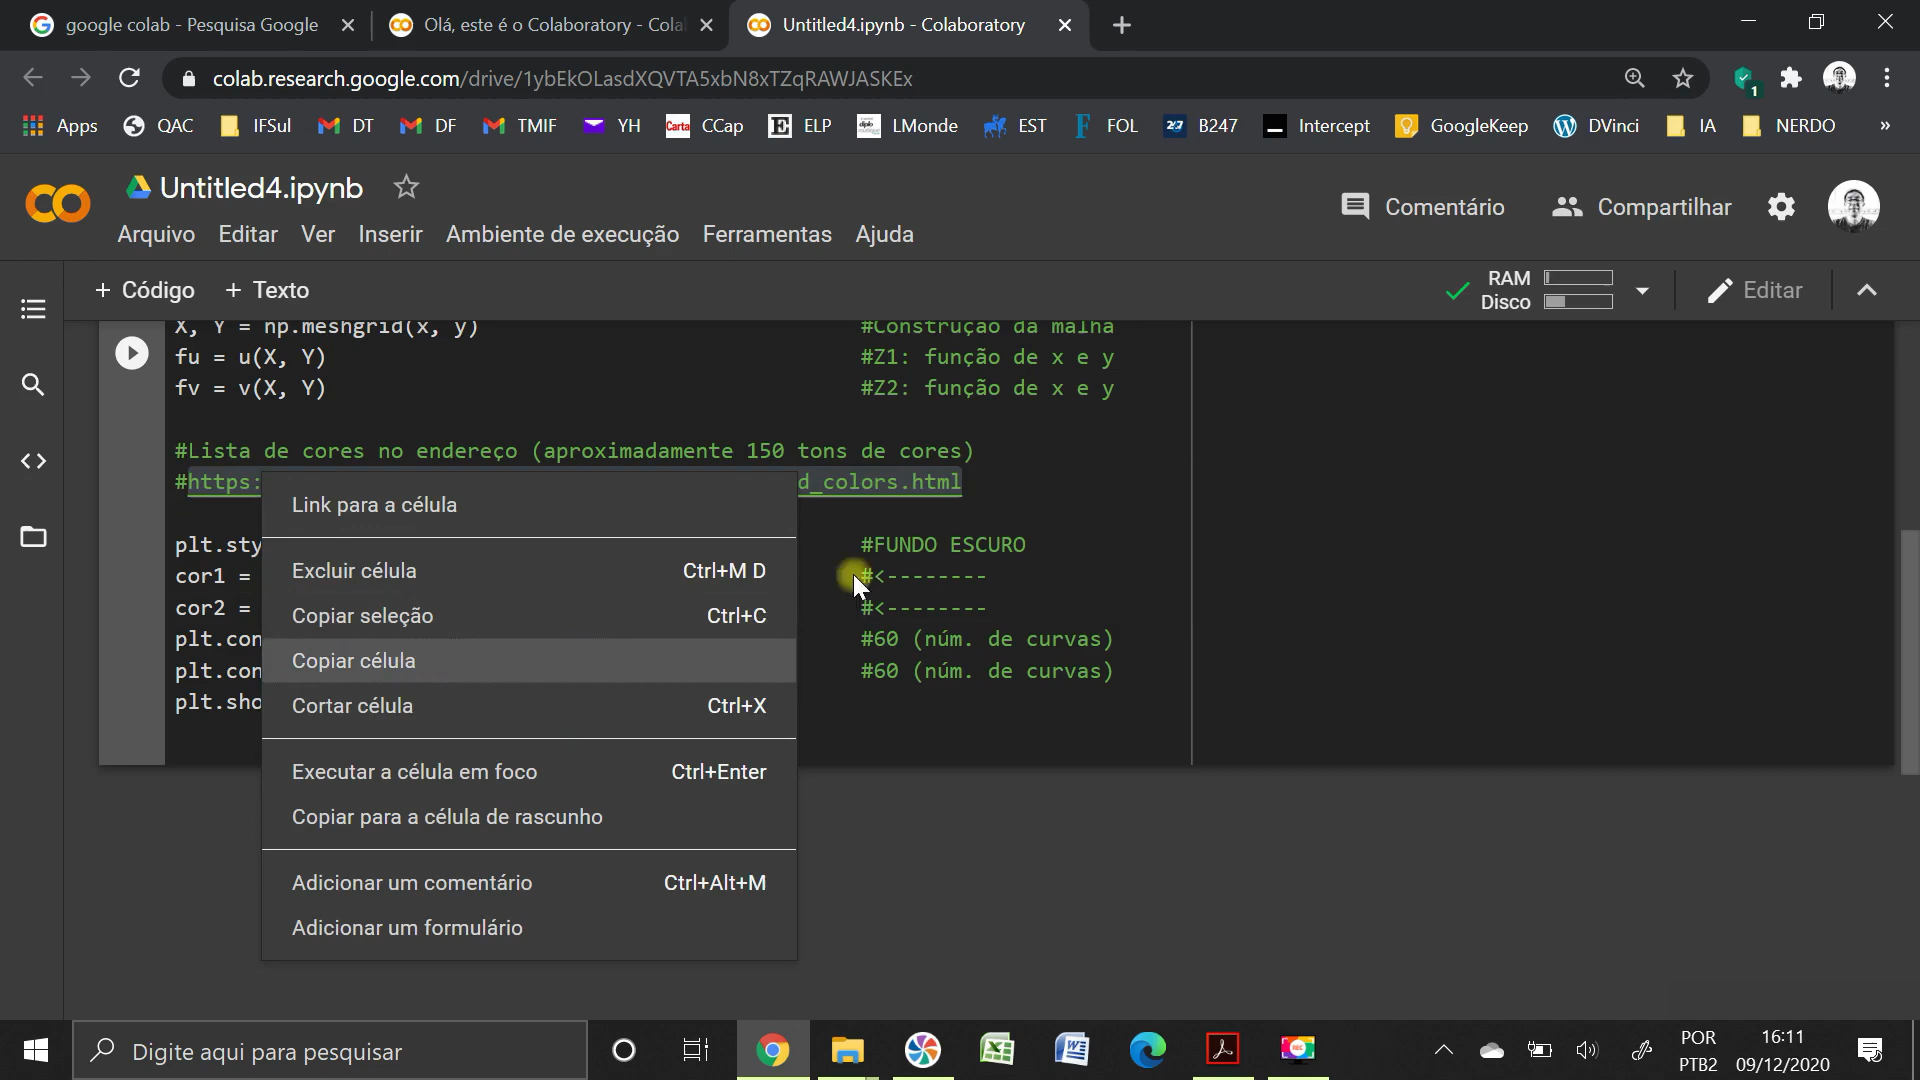 google colab - Pesquisa Google
Olá, este é o Colaboratory - Cola
Untitled4.ipynb - Colaboratory
colab.research.google.com/drive/1ybEkOLasdXQVTA5xbN8xTZqRAWJASKEx
1
Apps
QAC
IFSul
DT
DF
TMIF
YH
Carta
CCap
ELP
LMonde
EST
FOL
247
B247
Intercept
GoogleKeep
DVinci
IA
NERDO
»
Untitled4.ipynb
Comentário
Compartilhar
Arquivo Editar Ver Inserir Ambiente de execução Ferramentas Ajuda
+ Código + Texto
RAM
Disco
Editar
X, Y = np.meshgrid(x, y) #Construção da malha
fu = u(X, Y) #Z1: função de x e y
fv = v(X, Y) #Z2: função de x e y
#Lista de cores no endereço (aproximadamente 150 tons de cores)
#https: d_colors.html
plt.sty #FUNDO ESCURO
cor1 = #<--------
cor2 = #<--------
plt.con #60 (núm. de curvas)
plt.con #60 (núm. de curvas)
plt.sho
Link para a célula
Excluir célula Ctrl+M D
Copiar seleção Ctrl+C
Copiar célula
Cortar célula Ctrl+X
Executar a célula em foco Ctrl+Enter
Copiar para a célula de rascunho
Adicionar um comentário Ctrl+Alt+M
Adicionar um formulário
Digite aqui para pesquisar
POR
PTB2
16:11
09/12/2020